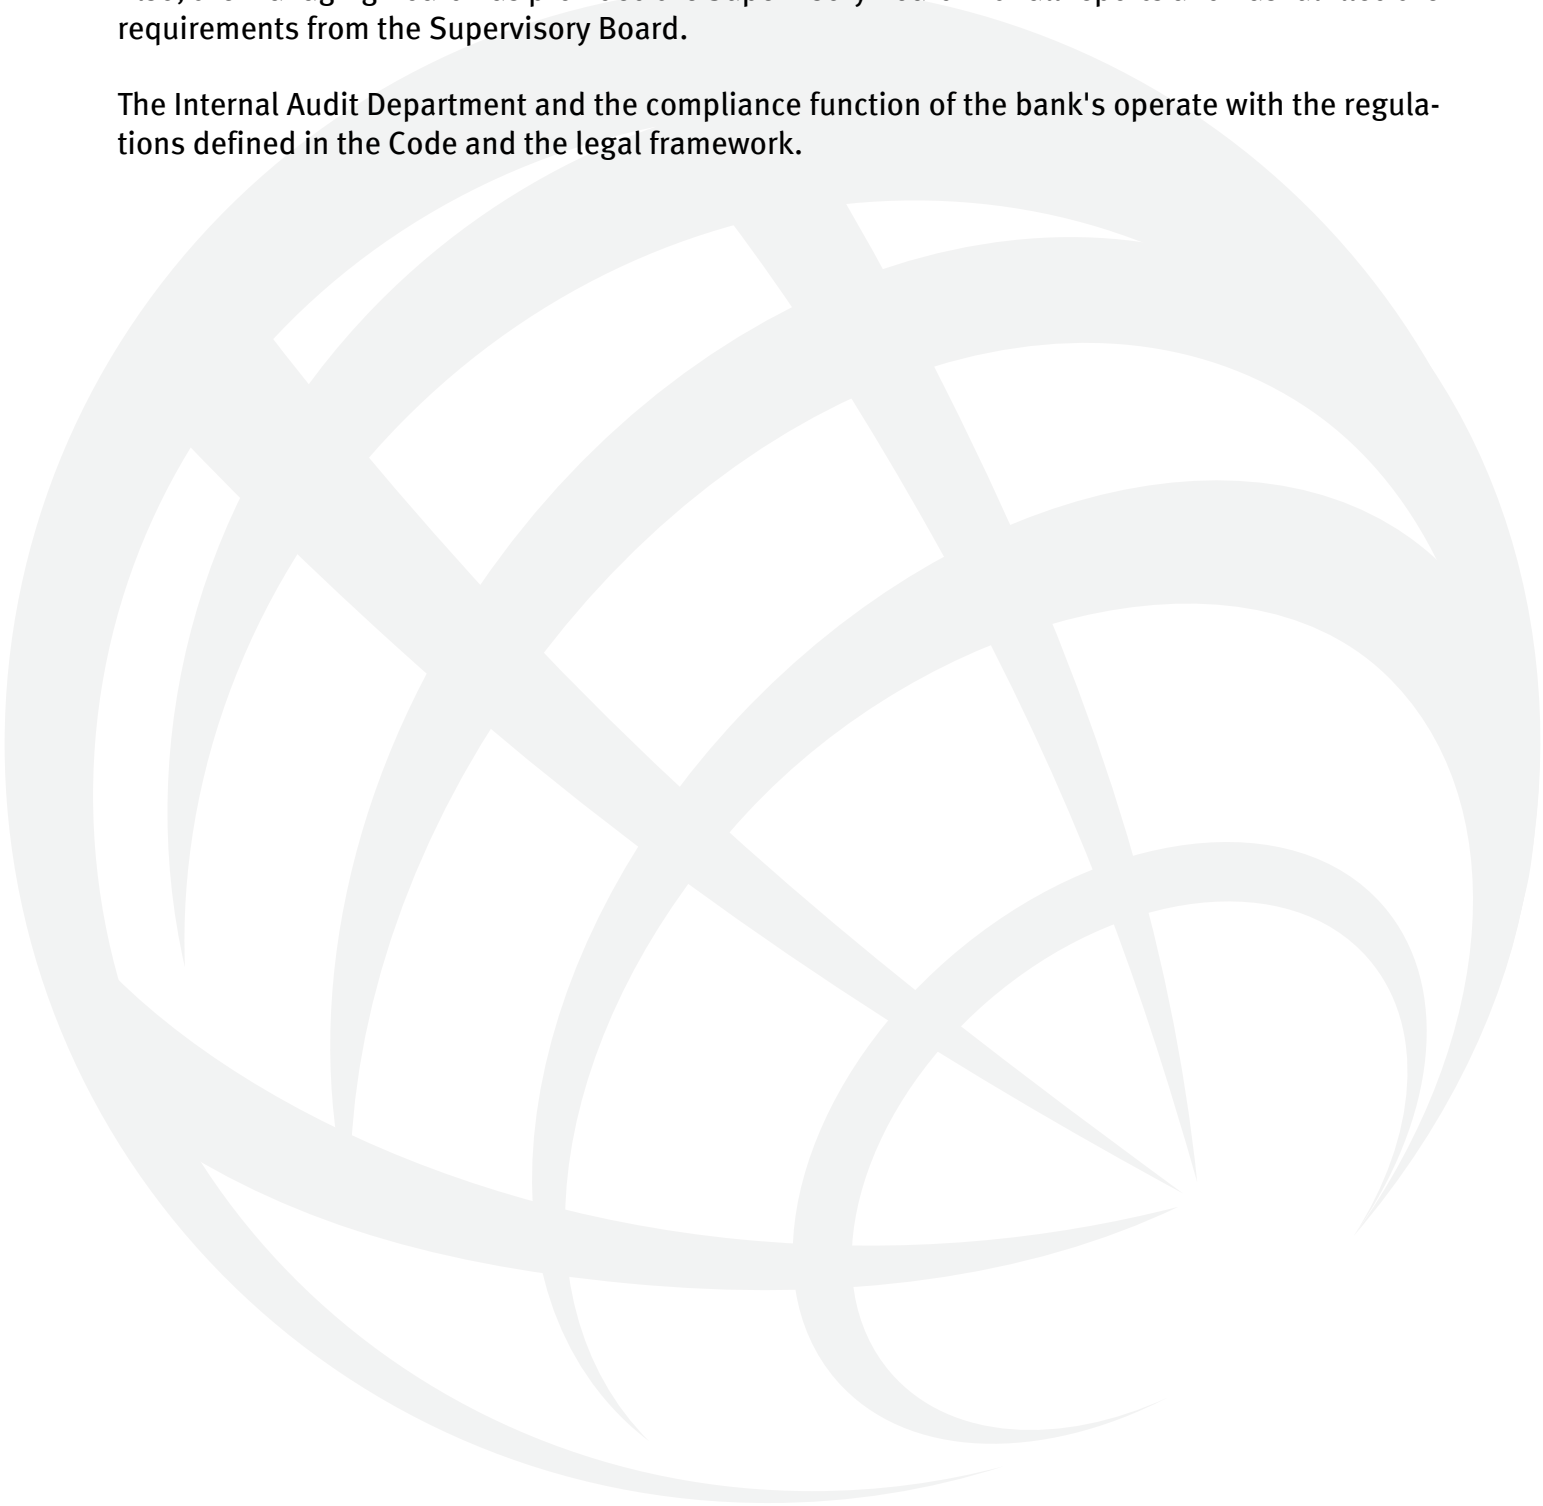 requirements from the Supervisory Board.
The Internal Audit Department and the compliance function of the bank's operate with the regula-
tions defined in the Code and the legal framework.